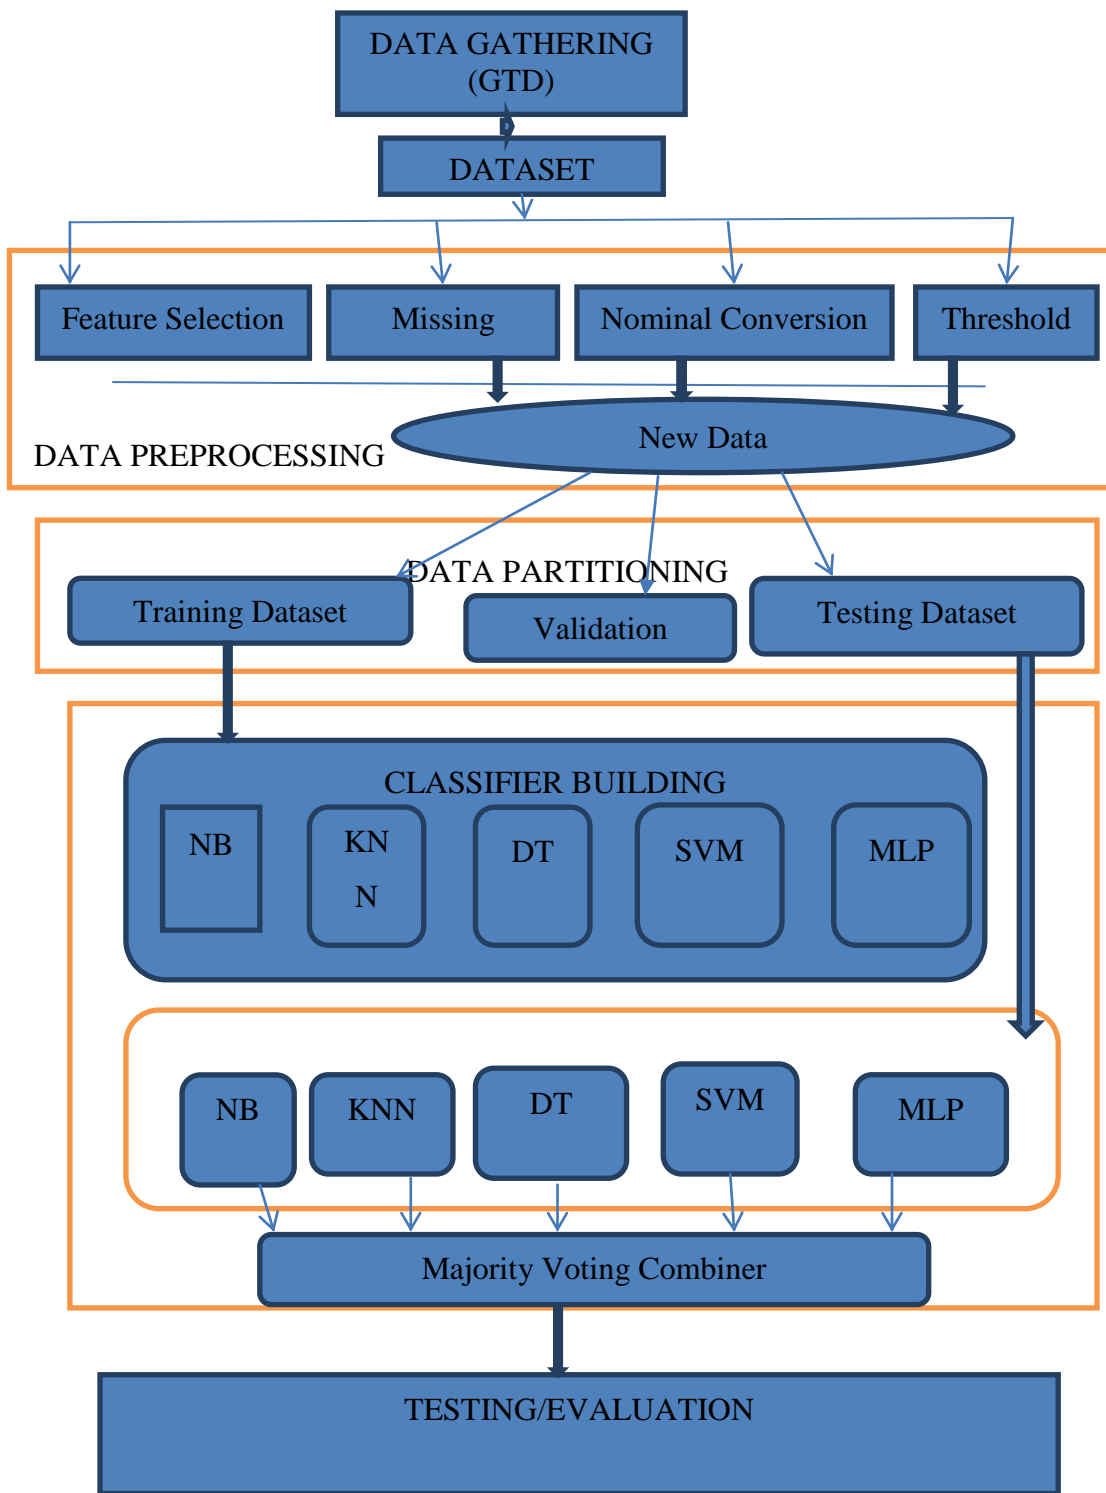 DATA GATHERING
(GTD)
DATASET
Feature Selection
Missing
Nominal Conversion
Threshold
New Data
DATA PREPROCESSING
DATA PARTITIONING
Training Dataset
Validation
Testing Dataset
CLASSIFIER BUILDING
NB
KN
N
DT
SVM
MLP
NB
KNN
DT
SVM
MLP
Majority Voting Combiner
TESTING/EVALUATION